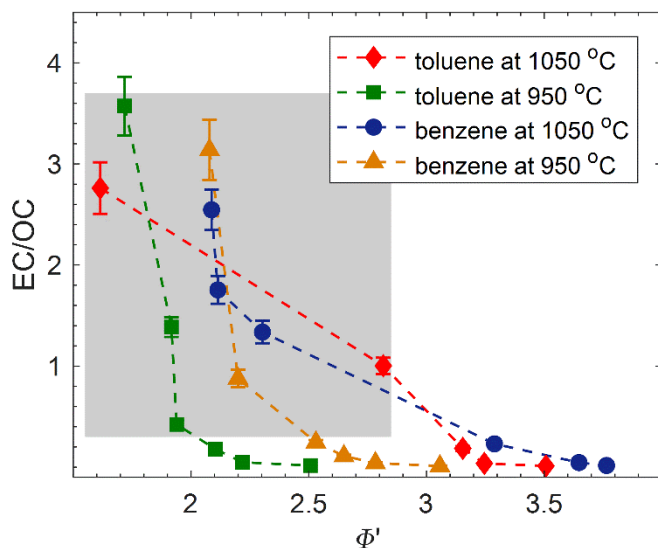 4
3
2
1
EC/OC
toluene at 1050 °C
toluene at 950 °C
benzene at 1050 °C
benzene at 950 °C
2
2.5
3
3.5
Φ'